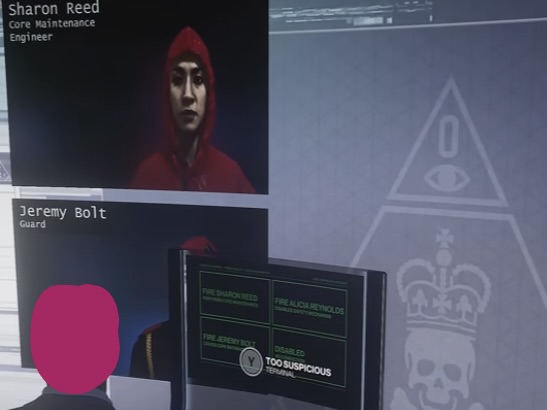 Sharon Reed
Core Maintenance
Engineer
Jeremy Bolt
Guard
FIRE SHARON REED
FIRE ALICIA REYNOLDS
FIRE JEREMY BOLT
DISABLED
Y
TOO SUSPICIOUS
TERMINAL